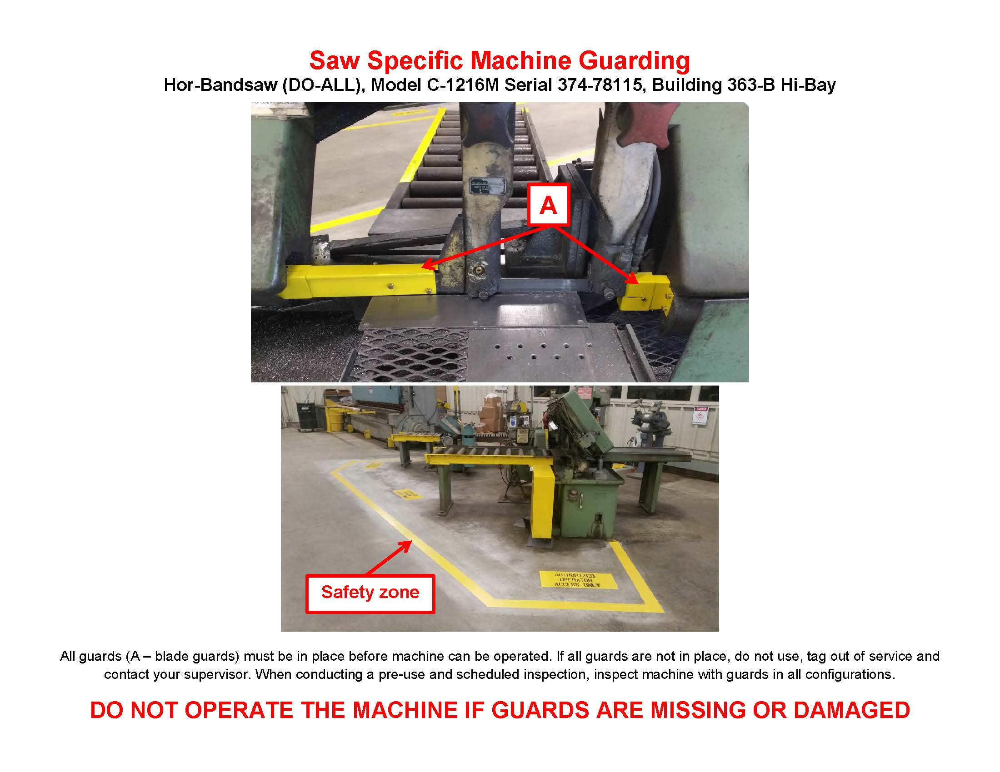 Saw Specific Machine Guarding
Hor-Bandsaw (DO-ALL), Model C-1216M Serial 374-78115, Building 363-B Hi-Bay
A
DANGER
AUTHORIZED
OPERATOR
ACCESS ONLY
Safety zone
All guards (A – blade guards) must be in place before machine can be operated. If all guards are not in place, do not use, tag out of service and
contact your supervisor. When conducting a pre-use and scheduled inspection, inspect machine with guards in all configurations.
DO NOT OPERATE THE MACHINE IF GUARDS ARE MISSING OR DAMAGED